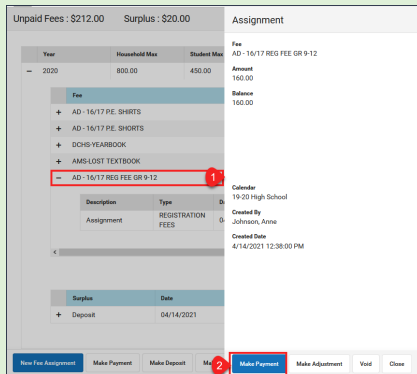 Unpaid Fees : $212.00 Surplus : $20.00
Assignment
Year Household Max Student Max
− 2020 800.00 450.00
Fee
+ AD - 16/17 P.E. SHIRTS
+ AD - 16/17 P.E. SHORTS
+ DCHS-YEARBOOK
+ AMS-LOST TEXTBOOK
− AD - 16/17 REG FEE GR 9-12
1
Description Type
Assignment REGISTRATION FEES
Surplus Date
+ Deposit 04/14/2021
Fee
AD - 16/17 REG FEE GR 9-12
Amount
160.00
Balance
160.00
Calendar
19-20 High School
Created By
Johnson, Anne
Created Date
4/14/2021 12:38:00 PM
New Fee Assignment Make Payment Make Deposit
2
Make Payment Make Adjustment Void Close